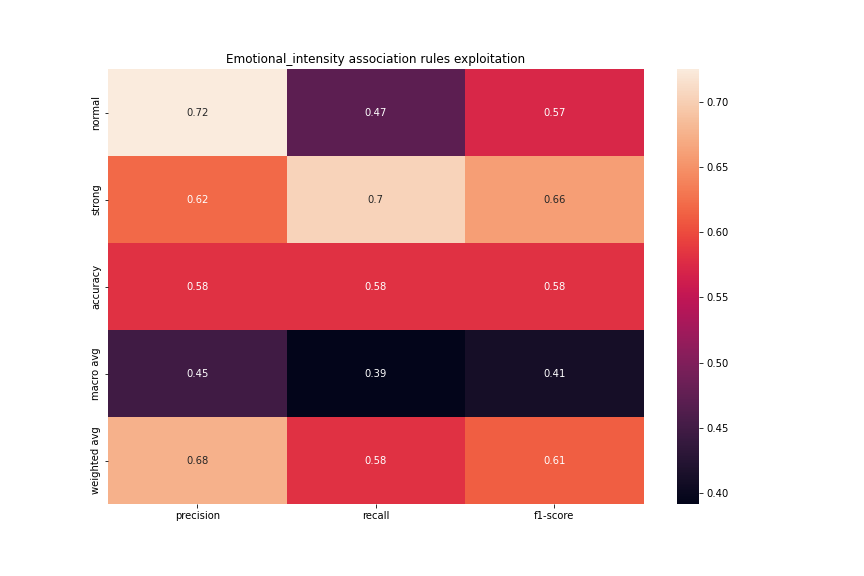 Emotional_intensity association rules exploitation
normal 0.72 0.47 0.57
strong 0.62 0.7 0.66
accuracy 0.58 0.58 0.58
macro avg 0.45 0.39 0.41
weighted avg 0.68 0.58 0.61
precision recall f1-score
0.70
0.65
0.60
0.55
0.50
0.45
0.40